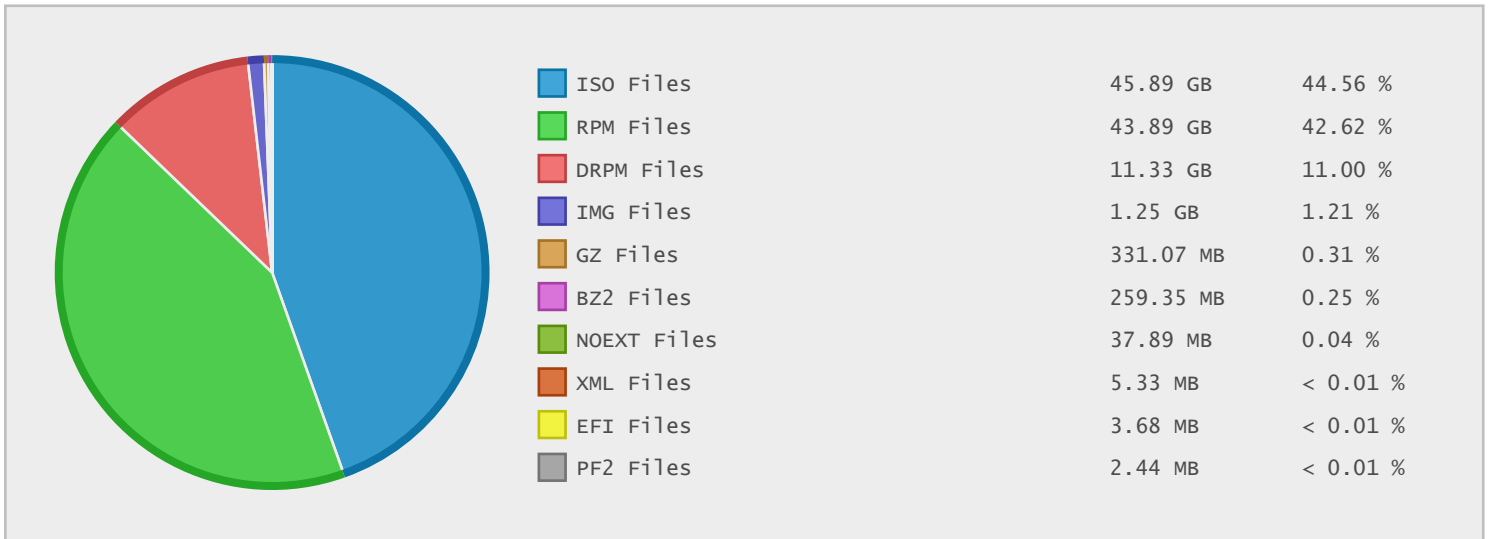 ISO Files 45.89 GB 44.56 %
RPM Files 43.89 GB 42.62 %
DRPM Files 11.33 GB 11.00 %
IMG Files 1.25 GB 1.21 %
GZ Files 331.07 MB 0.31 %
BZ2 Files 259.35 MB 0.25 %
NOEXT Files 37.89 MB 0.04 %
XML Files 5.33 MB < 0.01 %
EFI Files 3.68 MB < 0.01 %
PF2 Files 2.44 MB < 0.01 %